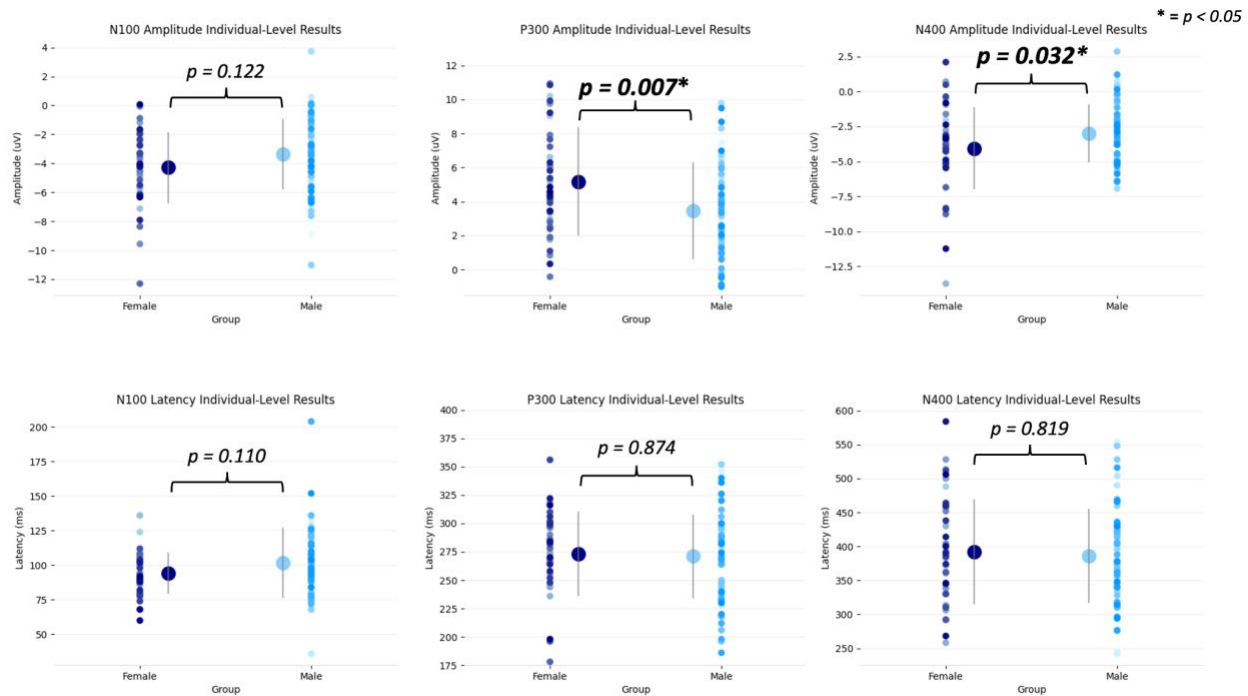 * = p < 0.05
N100 Amplitude Individual-Level Results
p = 0.122
4
2
0
−2
−4
−6
−8
−10
−12
Amplitude (uV)
Female
Male
Group
P300 Amplitude Individual-Level Results
p = 0.007*
12
10
8
6
4
2
0
Amplitude (uV)
Female
Male
Group
N400 Amplitude Individual-Level Results
p = 0.032*
2.5
0.0
−2.5
−5.0
−7.5
−10.0
−12.5
Amplitude (uV)
Female
Male
Group
N100 Latency Individual-Level Results
p = 0.110
200
175
150
125
100
75
50
Latency (ms)
Female
Male
Group
P300 Latency Individual-Level Results
p = 0.874
400
375
350
325
300
275
250
225
200
175
Latency (ms)
Female
Male
Group
N400 Latency Individual-Level Results
p = 0.819
600
550
500
450
400
350
300
250
Latency (ms)
Female
Male
Group